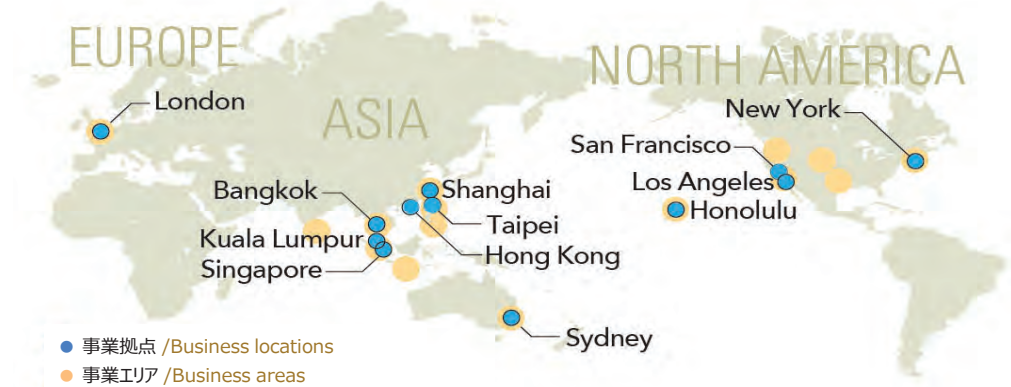 EUROPE
NORTH AMERICA
London
New York
ASIA
San Francisco
Bangkok
Shanghai
Los Angeles
Honolulu
Taipei
Kuala Lumpur
Hong Kong
Singapore
Sydney
事業拠点 /Business locations
事業エリア /Business areas